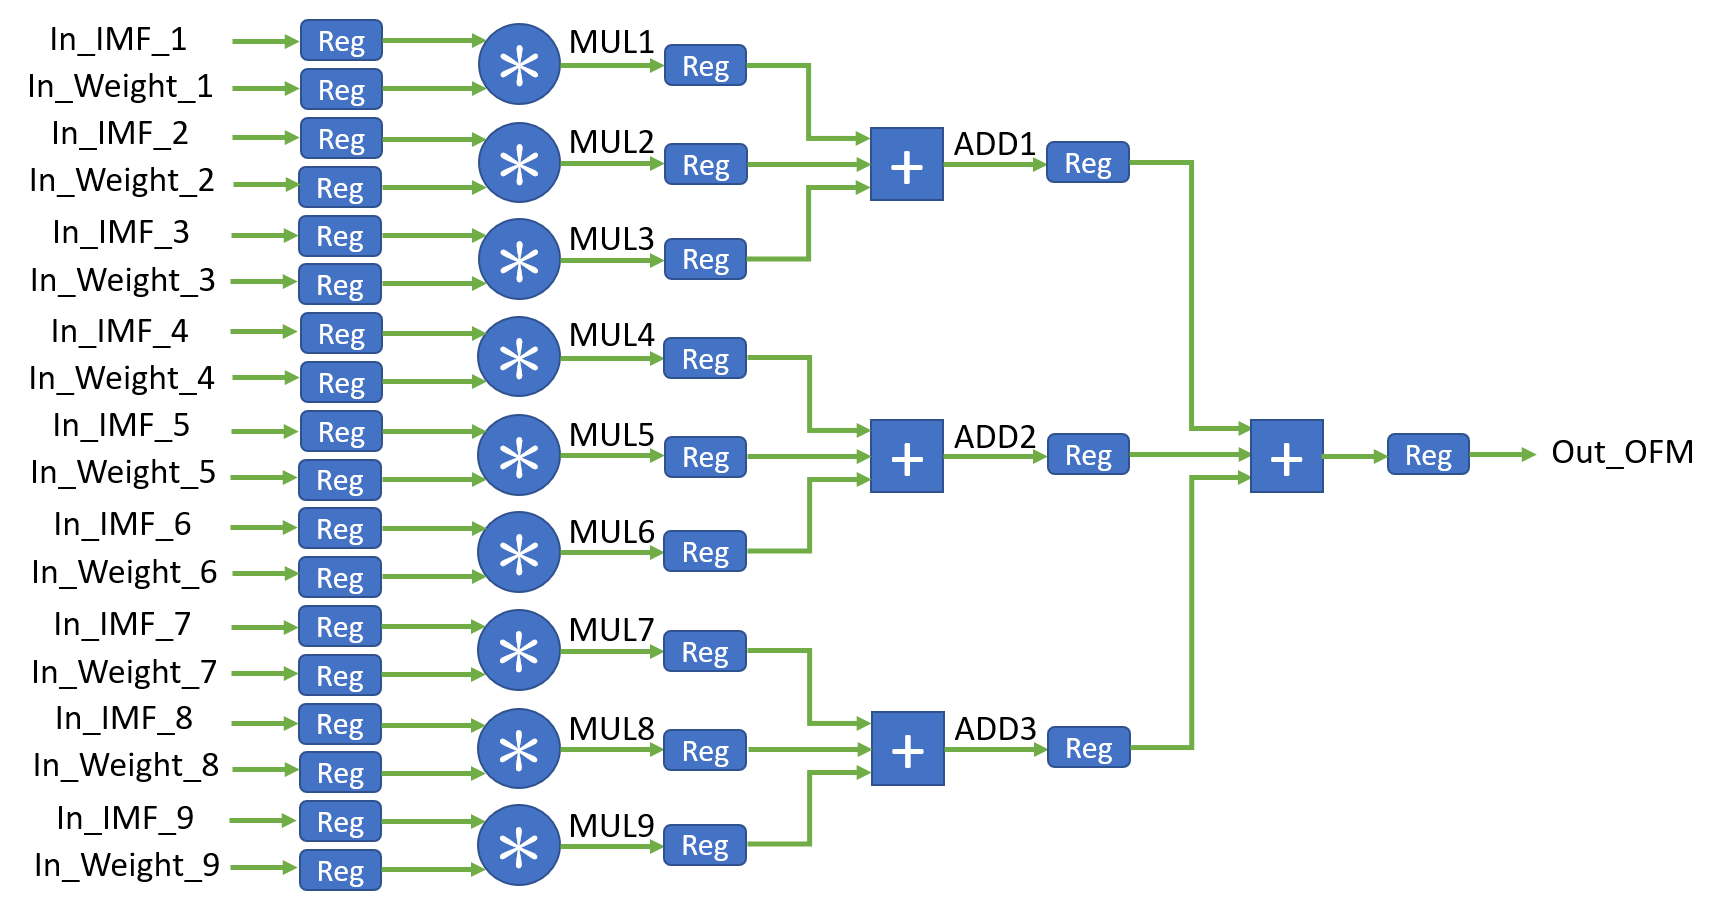 In_IMF_1
Reg
MUL1
Reg
In_Weight_1
Reg
In_IMF_2
Reg
MUL2
Reg
ADD1
Reg
In_Weight_2
Reg
In_IMF_3
Reg
MUL3
Reg
In_Weight_3
Reg
In_IMF_4
Reg
MUL4
Reg
In_Weight_4
Reg
In_IMF_5
Reg
MUL5
Reg
ADD2
Reg
Reg
Out_OFM
In_Weight_5
Reg
In_IMF_6
Reg
MUL6
Reg
In_Weight_6
Reg
In_IMF_7
Reg
MUL7
Reg
In_Weight_7
Reg
In_IMF_8
Reg
MUL8
Reg
ADD3
Reg
In_Weight_8
Reg
In_IMF_9
Reg
MUL9
Reg
In_Weight_9
Reg